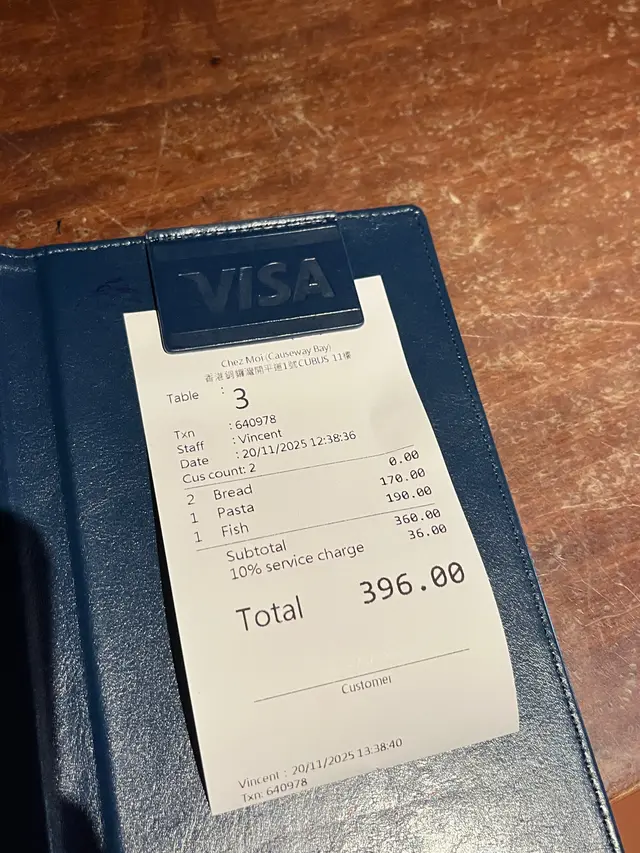 VISA
Chez Moi (Causeway Bay)
香港銅鑼灣開平道1號CUBUS 11樓
Table : 3
Txn : 640978
Staff : Vincent
Date : 20/11/2025 12:38:36
Cus count: 2
2 Bread 0.00
1 Pasta 170.00
1 Fish 190.00
Subtotal 360.00
10% service charge 36.00
Total 396.00
Customer
Vincent : 20/11/2025 13:38:40
Txn: 640978